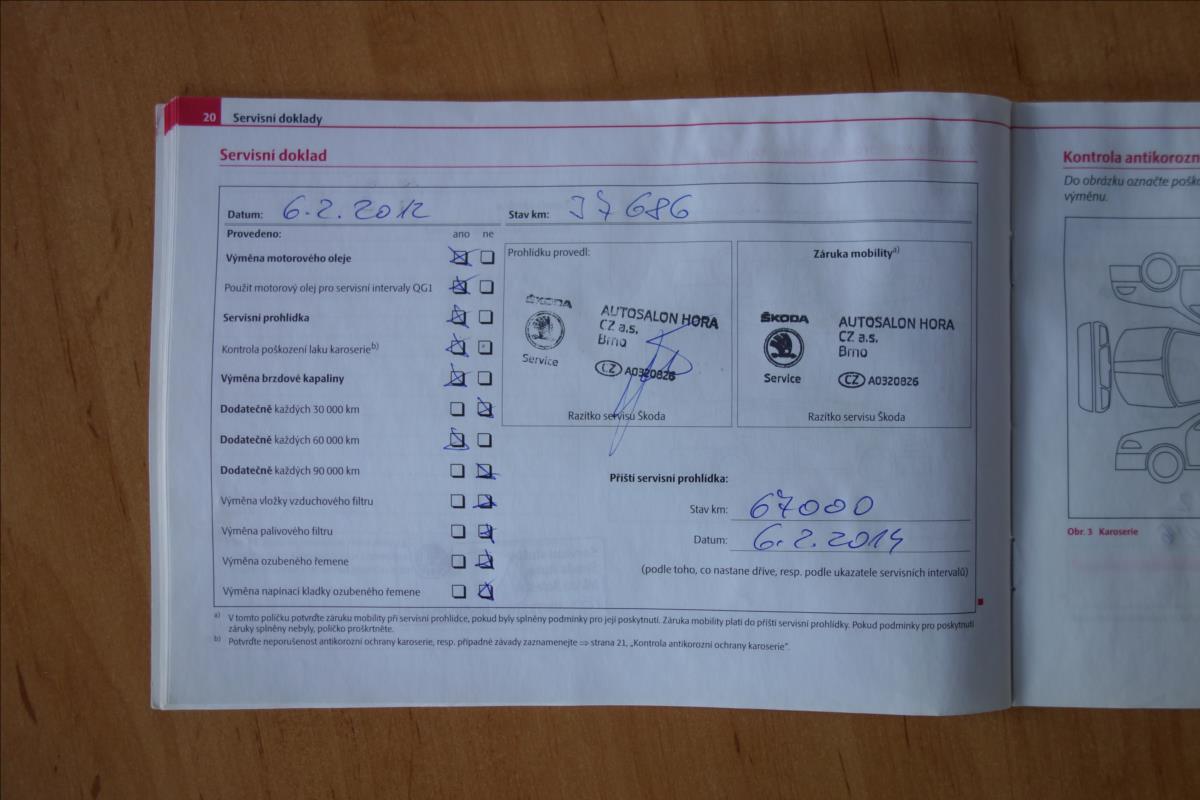 20 Servisní doklady
Servisní doklad
Datum: 6.2.2012 Stav km: 37686
Provedeno: ano ne
Výměna motorového oleje
Použit motorový olej pro servisní intervaly QG1
Servisní prohlídka
Kontrola poškození laku karoserie b)
Výměna brzdové kapaliny
Dodatečně každých 30 000 km
Dodatečně každých 60 000 km
Dodatečně každých 90 000 km
Výměna vložky vzduchového filtru
Výměna palivového filtru
Výměna ozubeného řemene
Výměna napínací kladky ozubeného řemene
Prohlídku provedl:
ŠKODA
Service
AUTOSALON HORA
CZ a.s.
Brno
CZ A0320826
Razítko servisu Škoda
Záruka mobility a)
ŠKODA
Service
AUTOSALON HORA
CZ a.s.
Brno
CZ A0320826
Razítko servisu Škoda
Příští servisní prohlídka:
Stav km: 67000
Datum: 6.2.2014
(podle toho, co nastane dříve, resp. podle ukazatele servisních intervalů)
a) V tomto políčku potvrďte záruku mobility při servisní prohlídce, pokud byly splněny podmínky pro její poskytnutí. Záruka mobility platí do příští servisní prohlídky. Pokud podmínky pro poskytnutí
záruky splněny nebyly, políčko proškrtněte.
b) Potvrďte neporušenost antikorozní ochrany karoserie, resp. případné závady zaznamenejte ⇒ strana 21, „Kontrola antikorozní ochrany karoserie".
Kontrola antikorozn
Do obrázku označte poško
výměnu.
Obr. 3 Karoserie